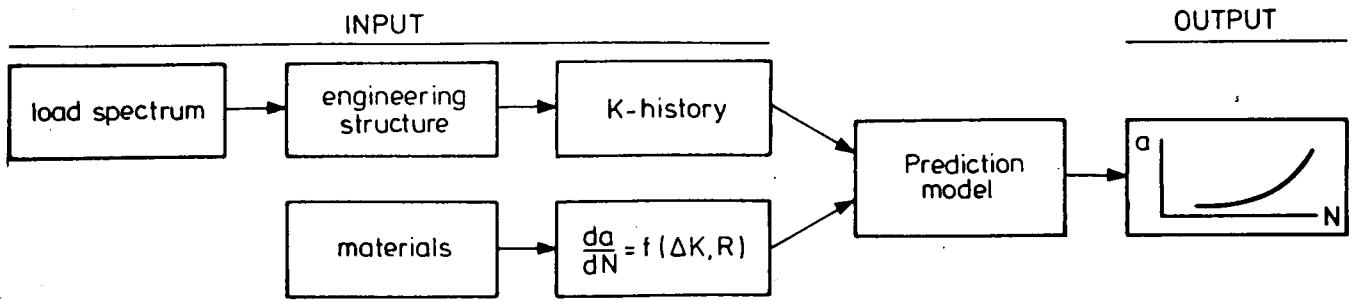 INPUT
OUTPUT
load spectrum
engineering
structure
K-history
Prediction
model
a
N
materials
da
dN
= f(ΔK, R)